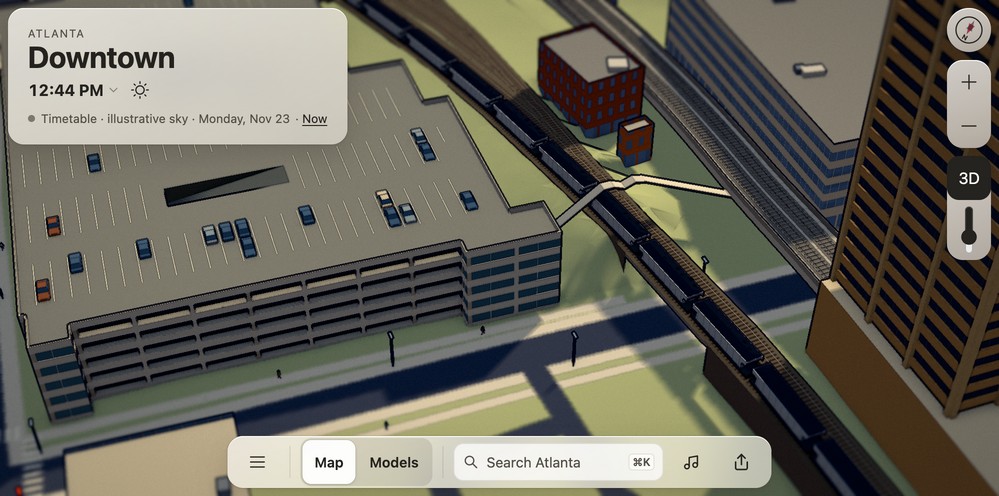 ATLANTA
Downtown
12:44 PM
Timetable · illustrative sky · Monday, Nov 23 · Now
N
3D
Map Models Search Atlanta ⌘K